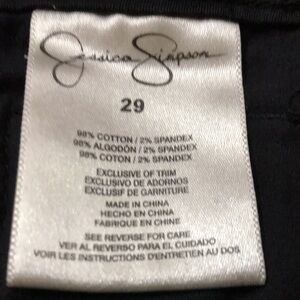 Jessica Simpson
29
98% COTTON / 2% SPANDEX
98% ALGODÓN / 2% SPANDEX
98% COTON / 2% SPANDEX
EXCLUSIVE OF TRIM
EXCLUSIVO DE ADORNOS
EXCLUSIF DE GARNITURE
MADE IN CHINA
HECHO EN CHINA
FABRIQUE EN CHINE
SEE REVERSE FOR CARE
VER AL REVERSO PARA EL CUIDADO
VOIR LES INSTRUCTIONS D'ENTRETIEN AU DOS